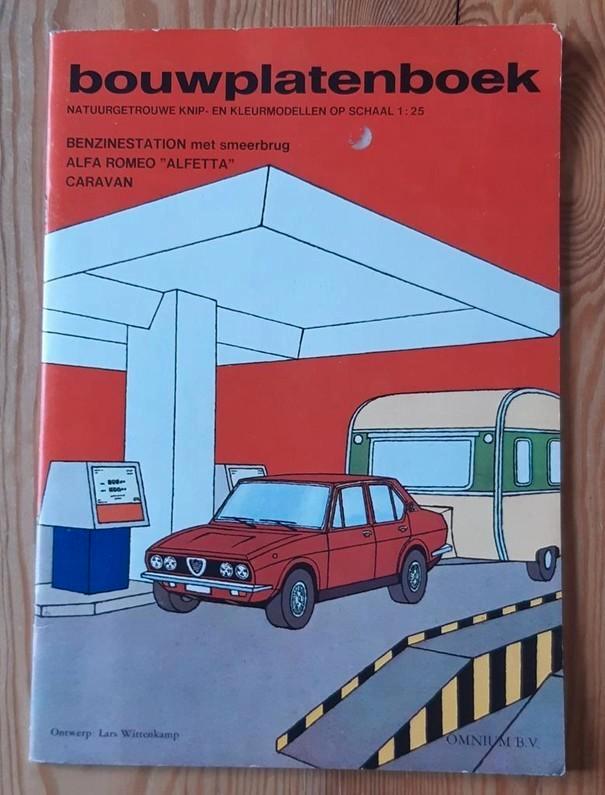 bouwplatenboek
NATUURGETROUWE KNIP- EN KLEURMODELLEN OP SCHAAL 1:25
BENZINESTATION met smeerbrug
ALFA ROMEO "ALFETTA"
CARAVAN
Ontwerp: Lars Wittenkamp
OMNIUM B.V.